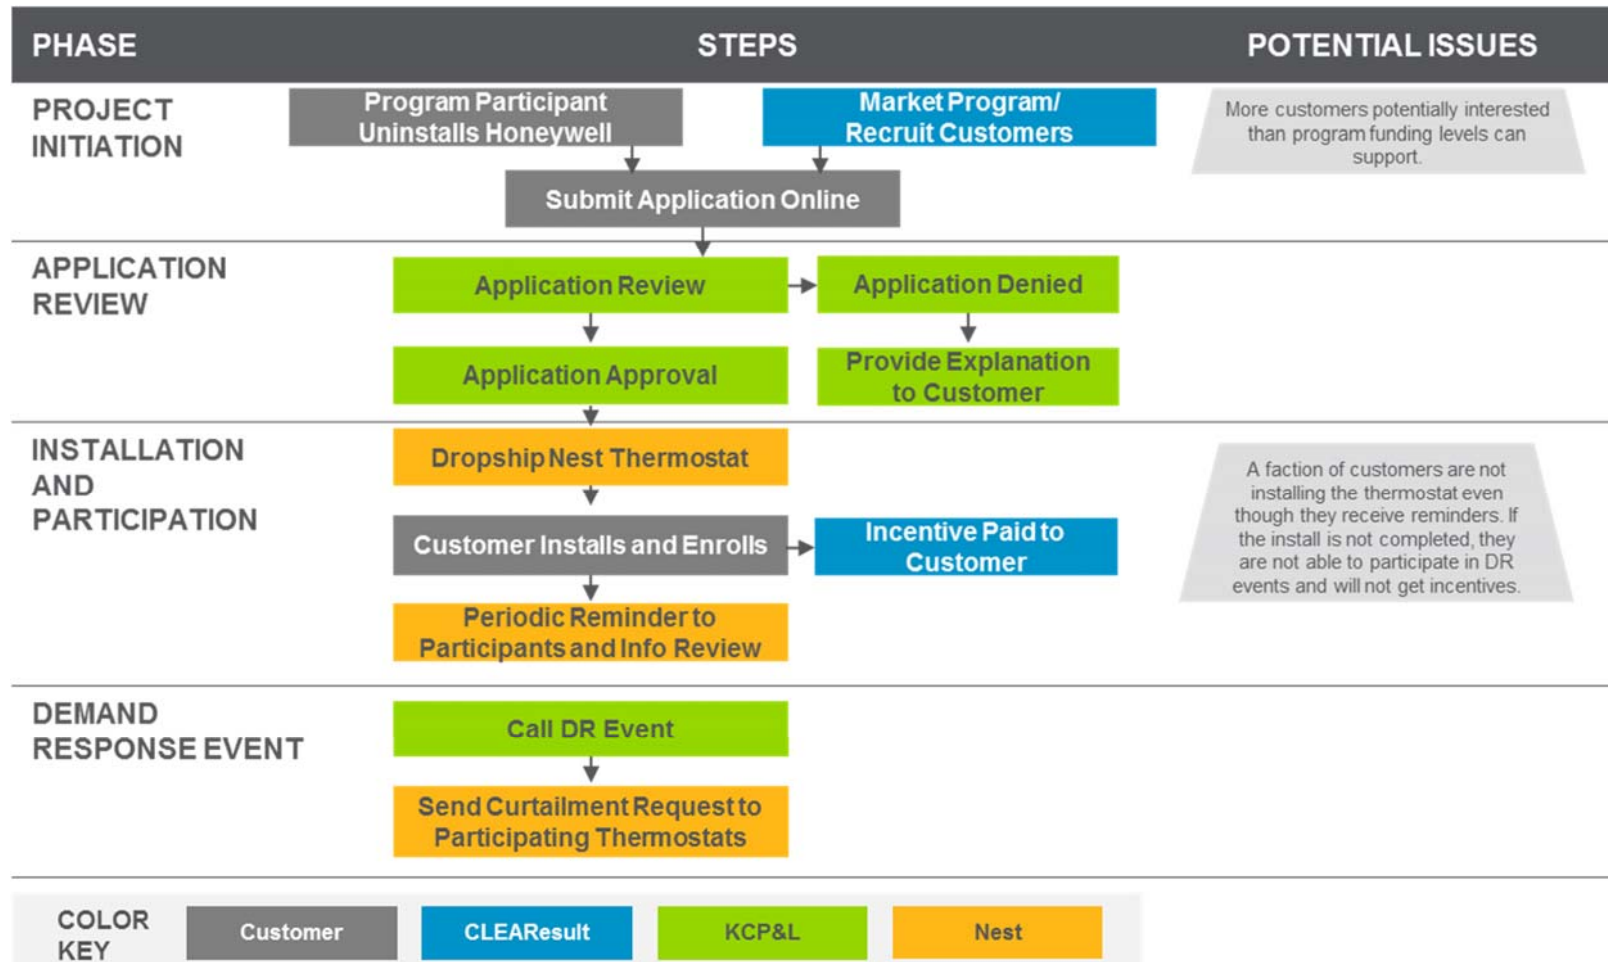 PHASE
STEPS
POTENTIAL ISSUES
PROJECT
INITIATION
Program Participant
Uninstalls Honeywell
Market Program/
Recruit Customers
Submit Application Online
More customers potentially interested
than program funding levels can
support.
APPLICATION
REVIEW
Application Review
Application Denied
Application Approval
Provide Explanation
to Customer
INSTALLATION
AND
PARTICIPATION
Dropship Nest Thermostat
Customer Installs and Enrolls
Incentive Paid to
Customer
Periodic Reminder to
Participants and Info Review
A faction of customers are not
installing the thermostat even
though they receive reminders. If
the install is not completed, they
are not able to participate in DR
events and will not get incentives.
DEMAND
RESPONSE EVENT
Call DR Event
Send Curtailment Request to
Participating Thermostats
COLOR
KEY
Customer
CLEAResult
KCP&L
Nest